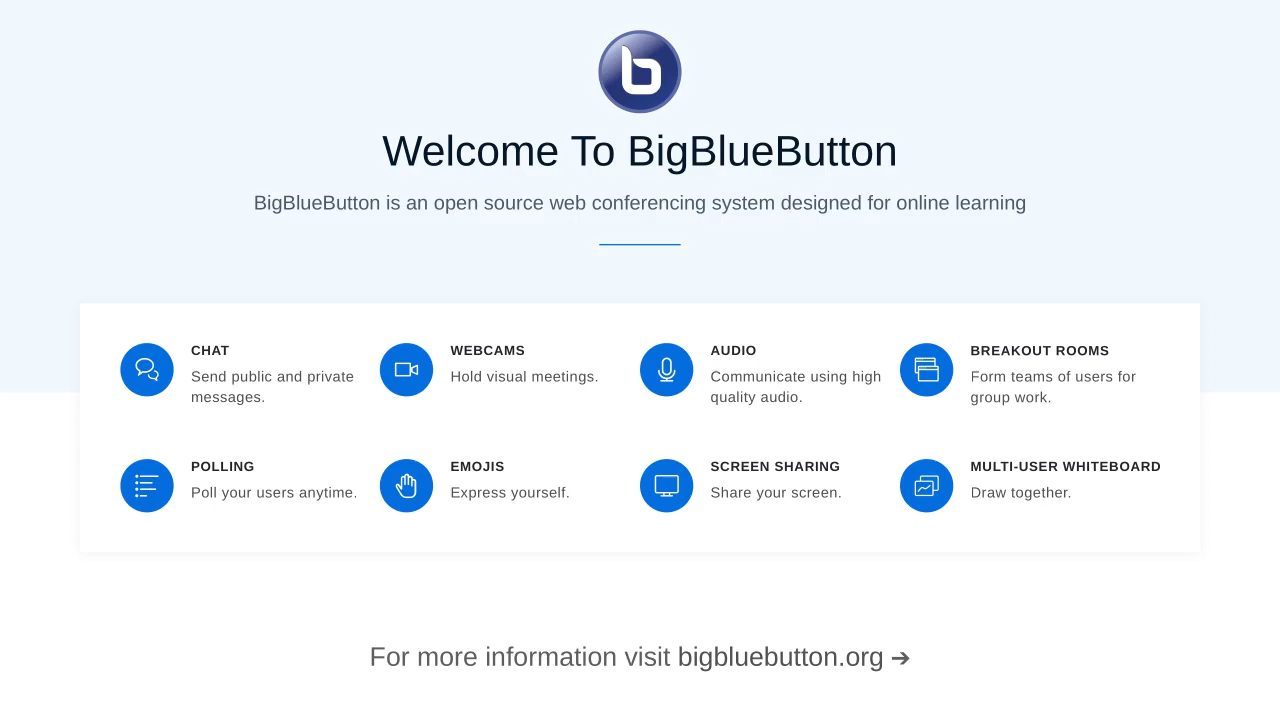 Welcome To BigBlueButton
BigBlueButton is an open source web conferencing system designed for online learning
CHAT
Send public and private
messages.
WEBCAMS
Hold visual meetings.
AUDIO
Communicate using high
quality audio.
BREAKOUT ROOMS
Form teams of users for
group work.
POLLING
Poll your users anytime.
EMOJIS
Express yourself.
SCREEN SHARING
Share your screen.
MULTI-USER WHITEBOARD
Draw together.
For more information visit bigbluebutton.org ➔